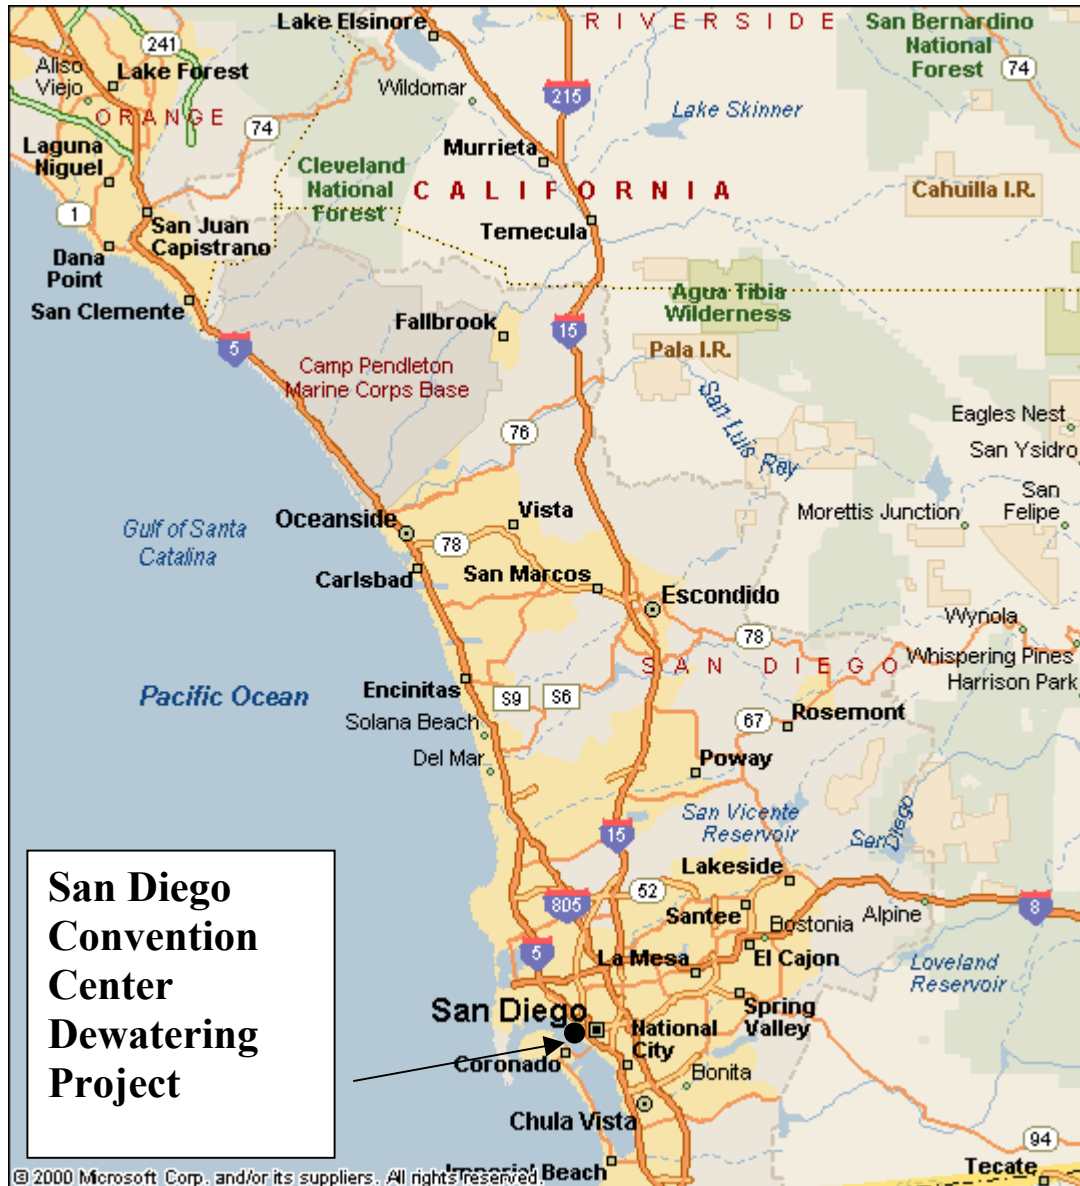 Lake Elsinore
RIVERSIDE
San Bernardino
National
Forest
74
241
Aliso
Viejo
Lake Forest
Wildomar
215
Lake Skinner
ORANGE
74
Laguna
Niguel
Murrieta
Cleveland
National
Forest
CALIFORNIA
Cahuilla I.R.
1
San Juan
Capistrano
Temecula
Dana
Point
San Clemente
Agua Tibia
Wilderness
Fallbrook
15
5
Pala I.R.
Camp Pendleton
Marine Corps Base
San Luis Rey
Eagles Nest
San Ysidro
76
Oceanside
Vista
Morettis Junction
San
Felipe
Gulf of Santa
Catalina
78
Carlsbad
San Marcos
Escondido
Wynola
78
Whispering Pines
SAN DIEGO
Harrison Park
Pacific Ocean
Encinitas
S9
S6
Solana Beach
67
Rosemont
Del Mar
Poway
San Vicente
Reservoir
San Diego
15
San Diego
Convention
Center
Dewatering
Project
Lakeside
52
805
Santee
Alpine
8
Bostonia
5
La Mesa
El Cajon
Loveland
Reservoir
San Diego
National
City
Spring
Valley
Coronado
Bonita
Chula Vista
94
Imperial Beach
Tecate
© 2000 Microsoft Corp. and/or its suppliers. All rights reserved.